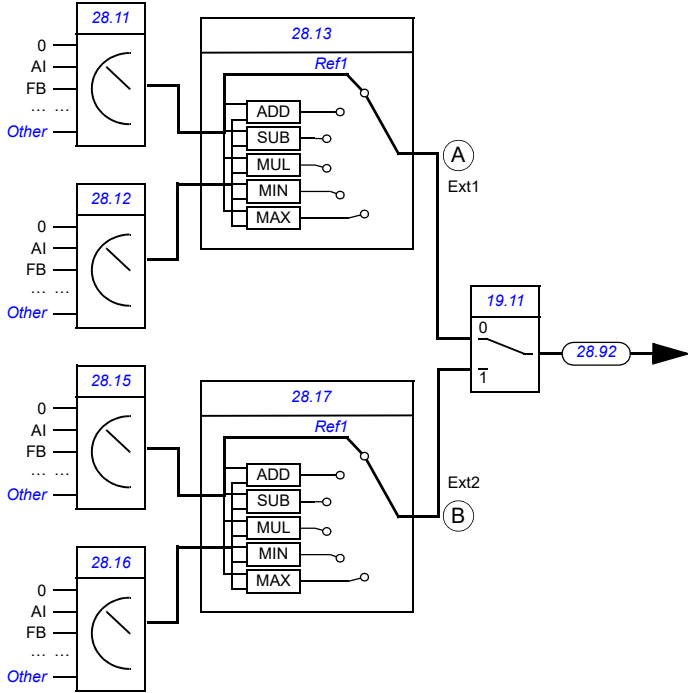 28.11
0
AI
FB
... ...
Other
28.12
0
AI
FB
... ...
Other
28.13
Ref1
ADD
SUB
MUL
MIN
MAX
A
Ext1
19.11
0
1
28.92
28.15
0
AI
FB
... ...
Other
28.16
0
AI
FB
... ...
Other
28.17
Ref1
ADD
SUB
MUL
MIN
MAX
Ext2
B